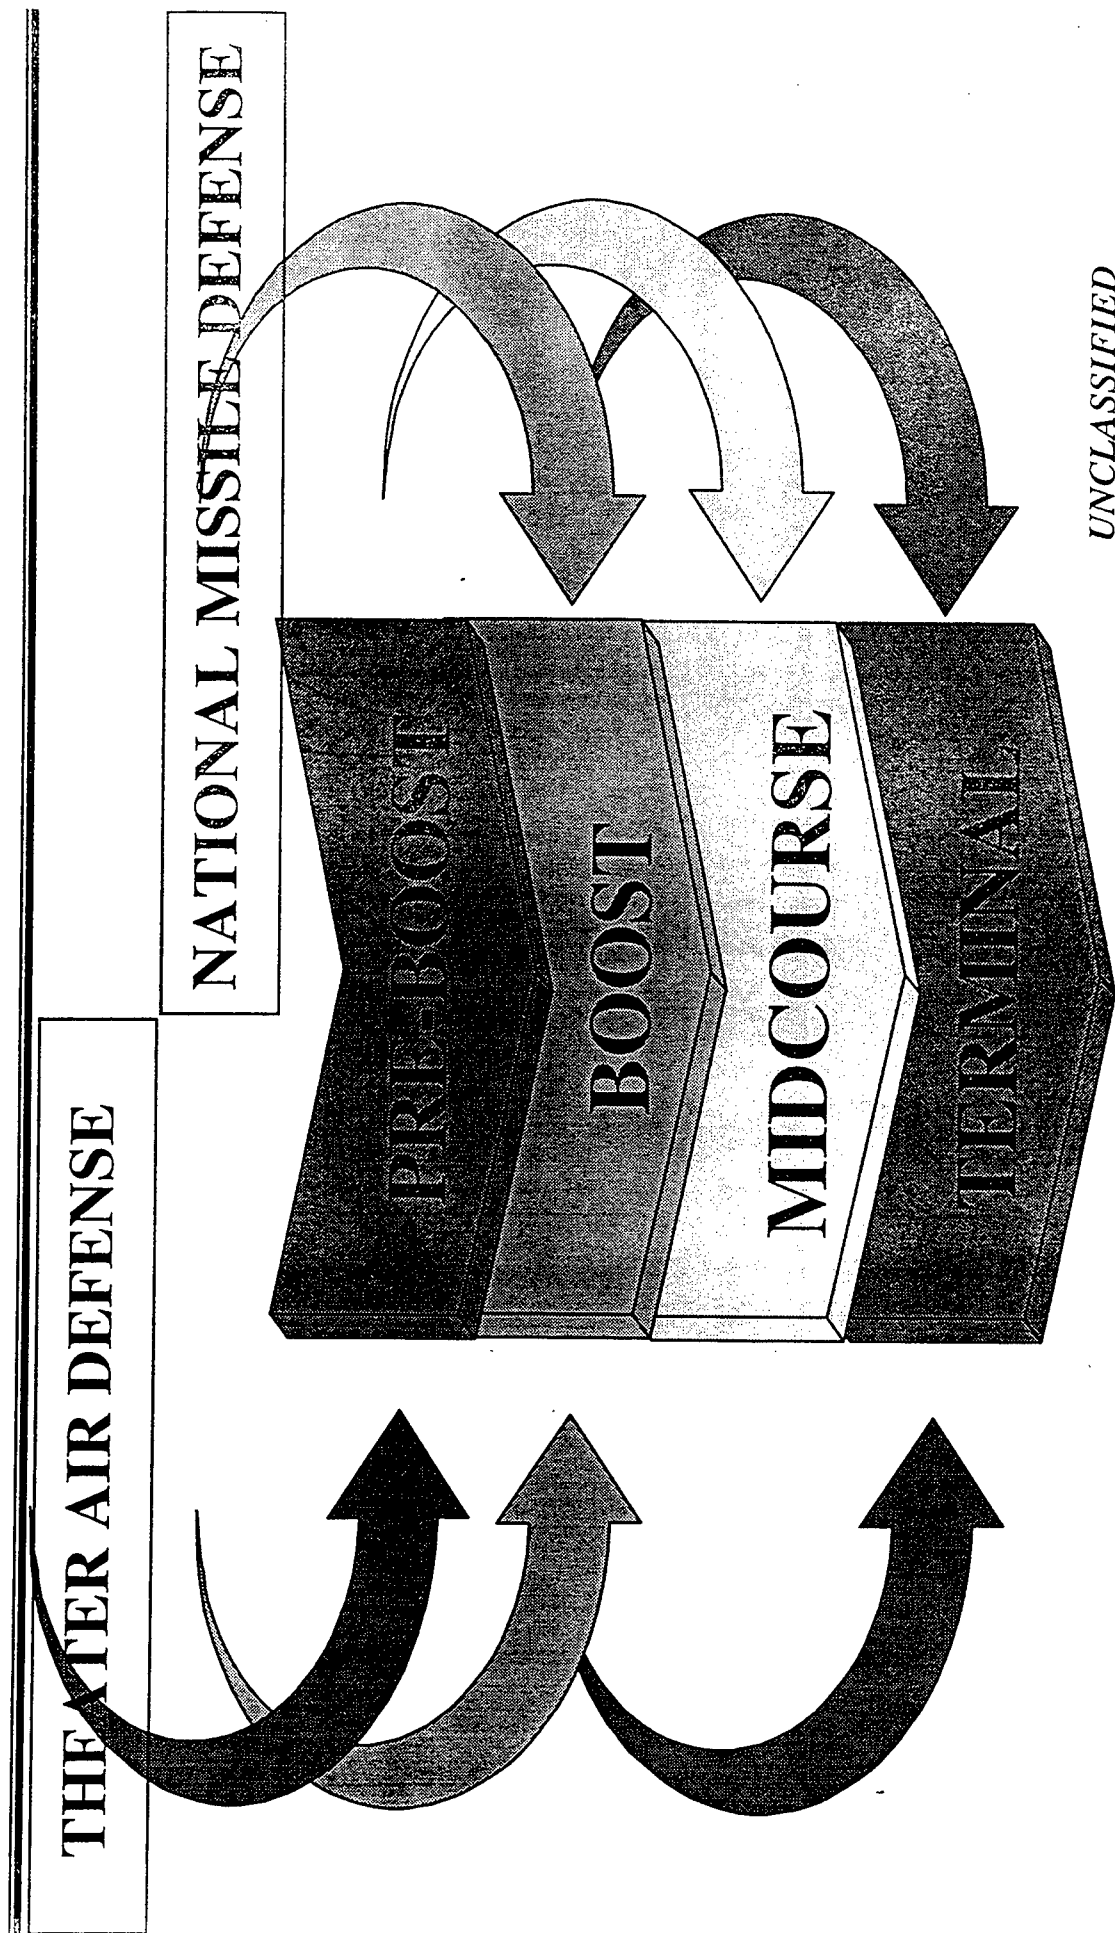 THEATER AIR DEFENSE
NATIONAL MISSILE DEFENSE
PRE-BOOST
BOOST
MIDCOURSE
TERMINAL
UNCLASSIFIED